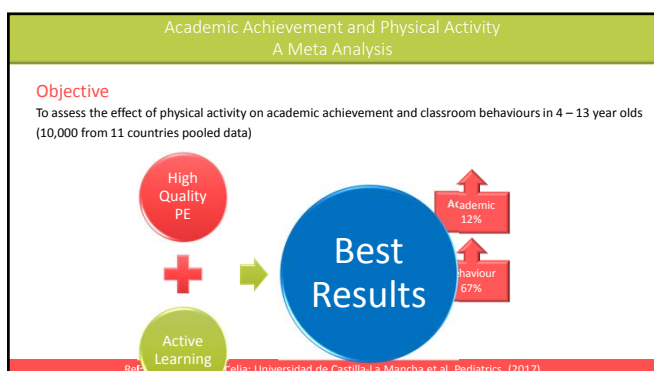 Academic Achievement and Physical Activity
A Meta Analysis
Objective
To assess the effect of physical activity on academic achievement and classroom behaviours in 4 – 13 year olds
(10,000 from 11 countries pooled data)
High
Quality
PE
Active
Learning
Best
Results
Academic
12%
ehaviour
67%
Celia; Universidad de Castilla-La Mancha et al. Pediatrics. (2017)